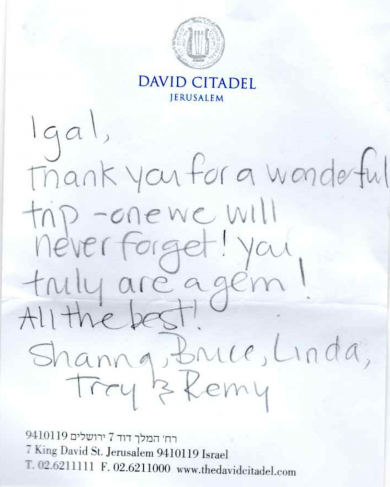 DAVID CITADEL
JERUSALEM
Igal,
Thank you for a wonderful
trip - one we will
never forget! you
truly are a gem!
All the best!
Shanna, Bruce, Linda,
Trey & Remy
רח' המלך דוד 7 ירושלים 9410119
7 King David St. Jerusalem 9410119 Israel
T. 02.6211111 F. 02.6211000 www.thedavidcitadel.com